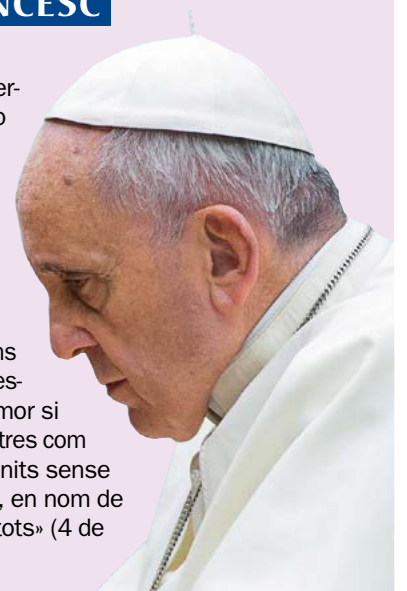 NCESC
er-
o
ns
es-
mor si
tres com
nits sense
, en nom de
tots» (4 de